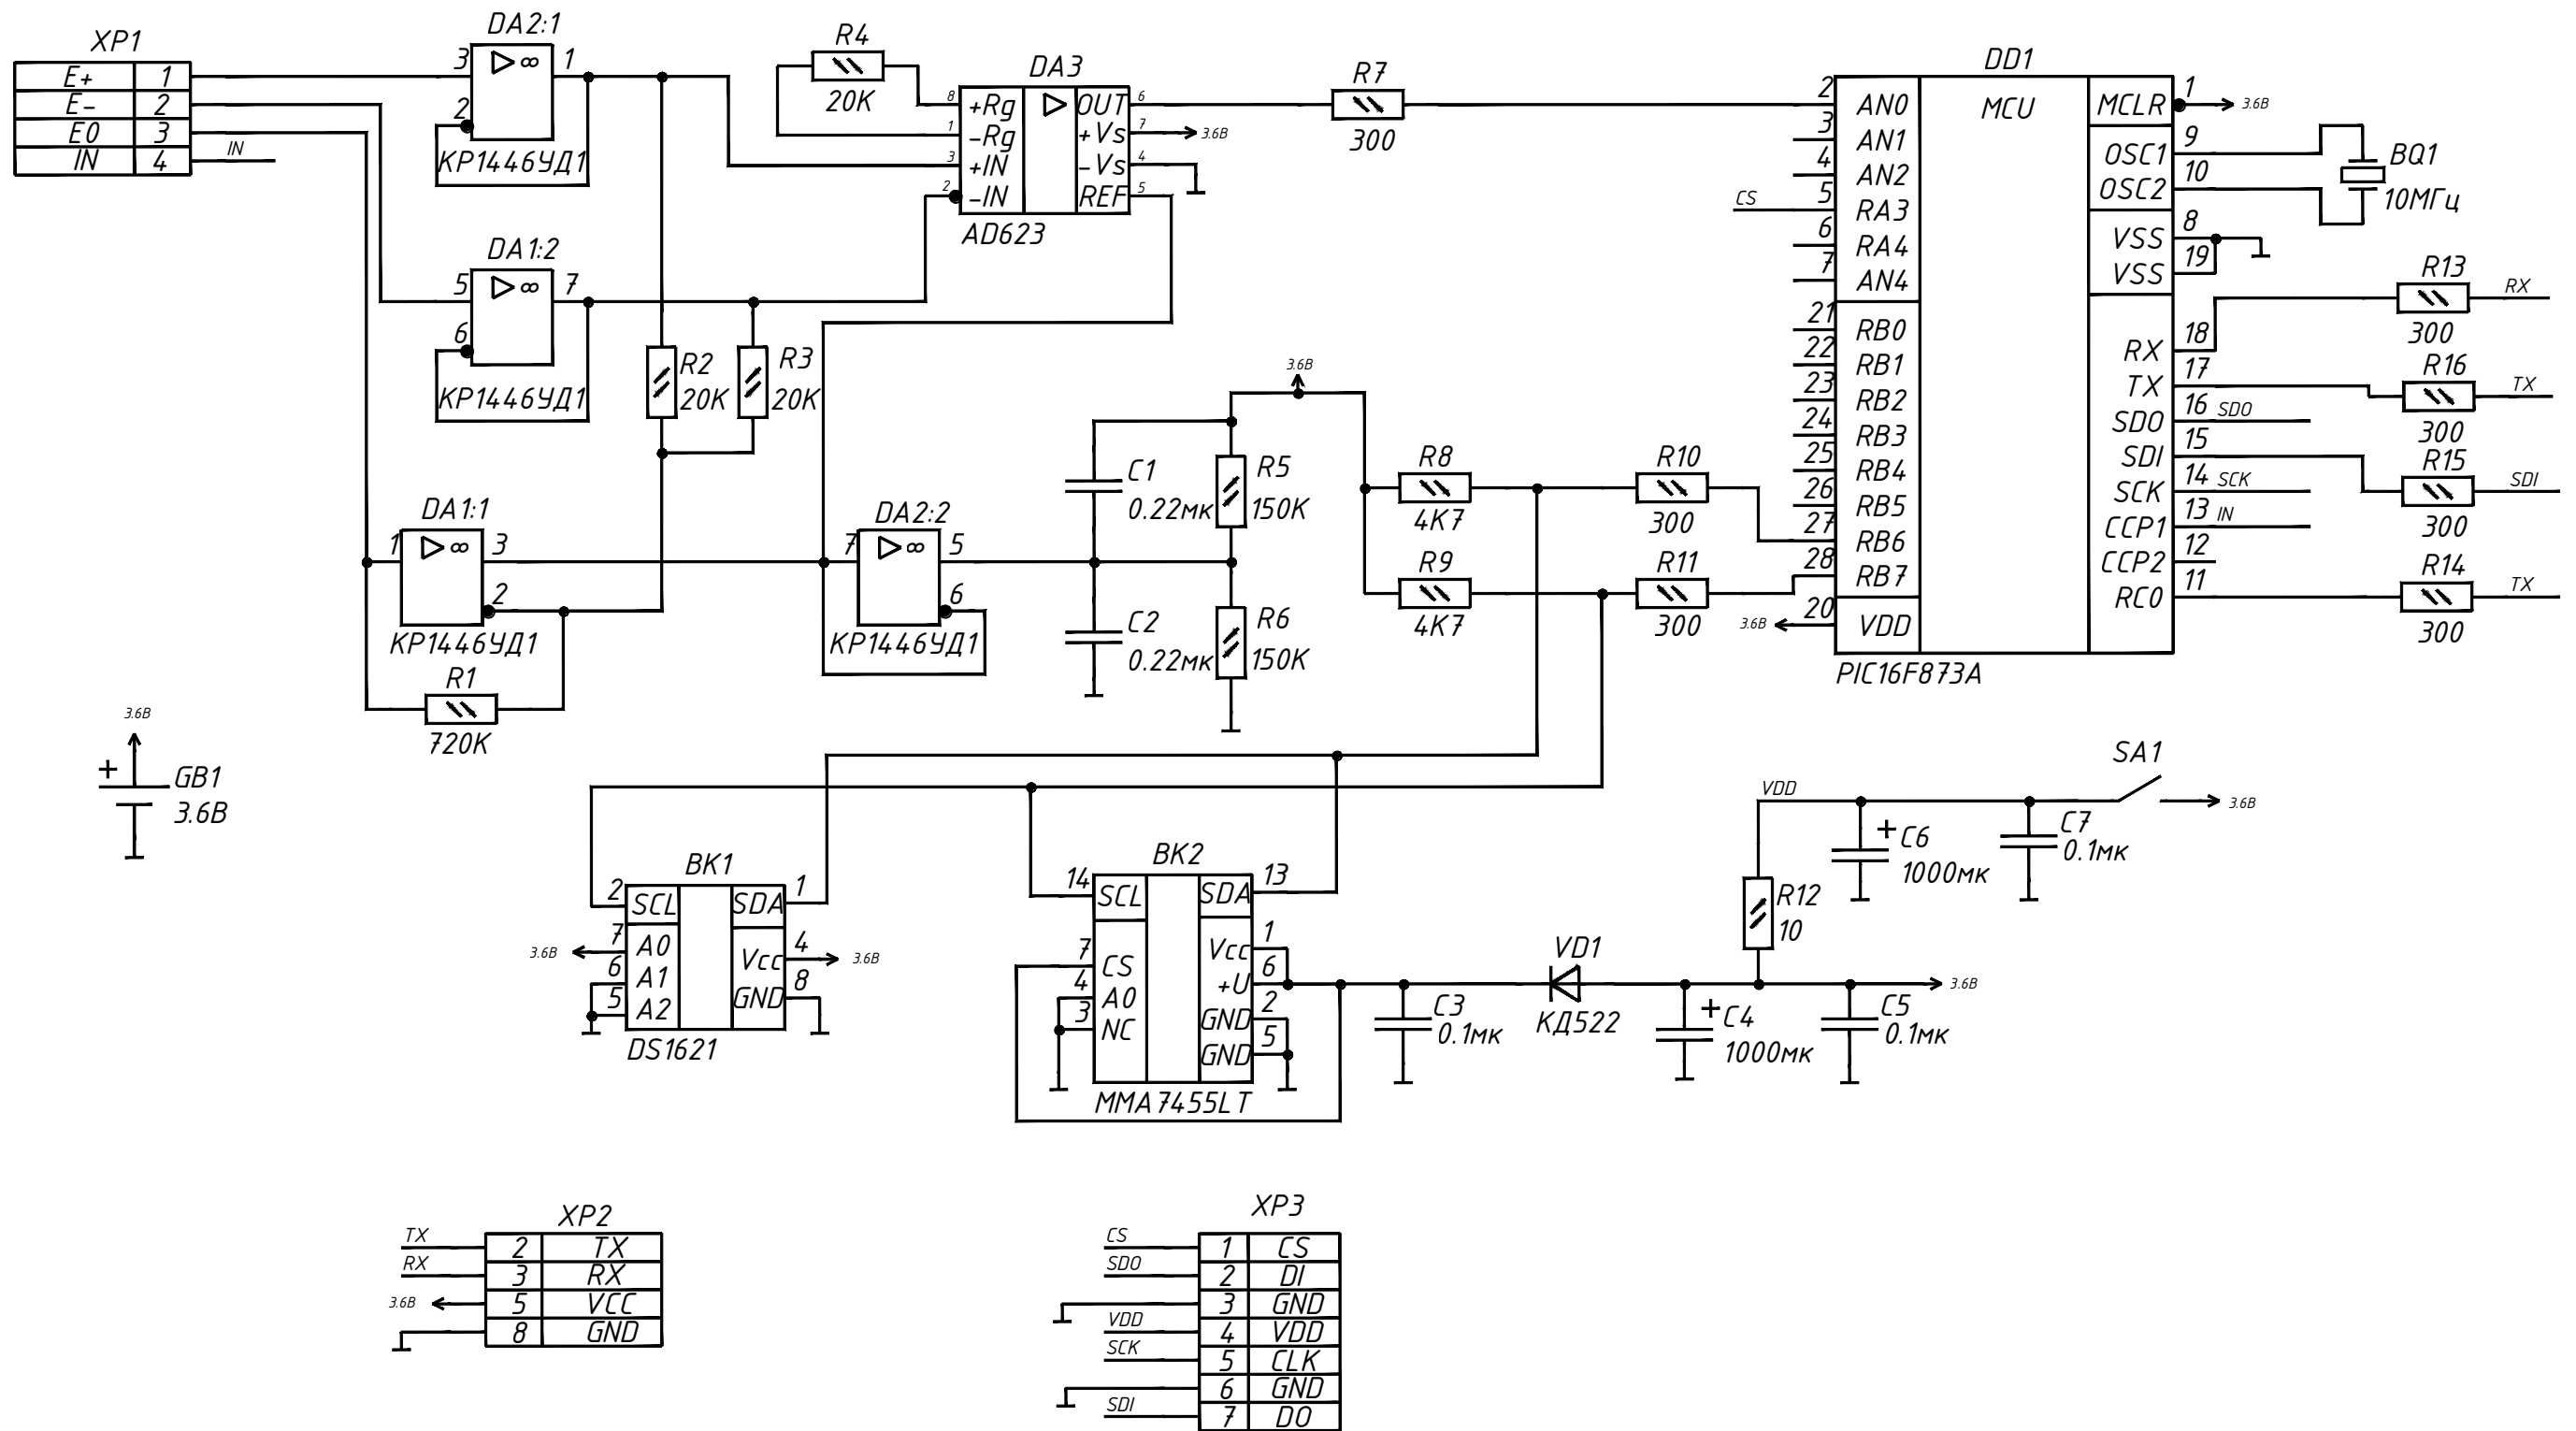 XP1
E+ 1
E- 2
E0 3
IN 4
IN
DA2:1
3 1
2
КР1446УД1
DA1:2
5 7
6
КР1446УД1
R4
20K
DA3
8 +Rg OUT 6
1 -Rg +Vs 7
3.6В
3 +IN -Vs 4
2 -IN REF 5
AD623
R7
300
R2
20K
R3
20K
DA1:1
1 3
2
КР1446УД1
R1
720K
DA2:2
7 5
6
КР1446УД1
C1
0.22мк
C2
0.22мк
3.6В
R5
150K
R6
150K
R8
4K7
R9
4K7
R10
300
R11
300
DD1
MCU
2 AN0
3 AN1
4 AN2
CS
5 RA3
6 RA4
7 AN4
21 RB0
22 RB1
23 RB2
24 RB3
25 RB4
26 RB5
27 RB6
28 RB7
3.6В
20 VDD
MCLR 1
3.6В
OSC1 9
OSC2 10
VSS 8
VSS 19
RX 18
TX 17
SDO 16 SDO
SDI 15
SCK 14 SCK
CCP1 13 IN
CCP2 12
RC0 11
PIC16F873A
BQ1
10МГц
R13
RX
300
R16
TX
300
R15
SDI
300
R14
TX
300
3.6В
+
GB1
3.6В
BK1
2 SCL SDA 1
3.6В
7 A0
6 A1
5 A2
Vcc 4
3.6В
GND 8
DS1621
BK2
14 SCL SDA 13
7 CS
4 A0
3 NC
Vcc 1
+U 6
GND 2
GND 5
MMA7455LT
C3
0.1мк
VD1
КД522
+ C4
1000мк
C5
0.1мк
3.6В
VDD
R12
10
+ C6
1000мк
C7
0.1мк
SA1
3.6В
XP2
TX 2 TX
RX 3 RX
3.6В 5 VCC
8 GND
XP3
CS 1 CS
SDO 2 DI
3 GND
VDD 4 VDD
SCK 5 CLK
6 GND
SDI 7 DO